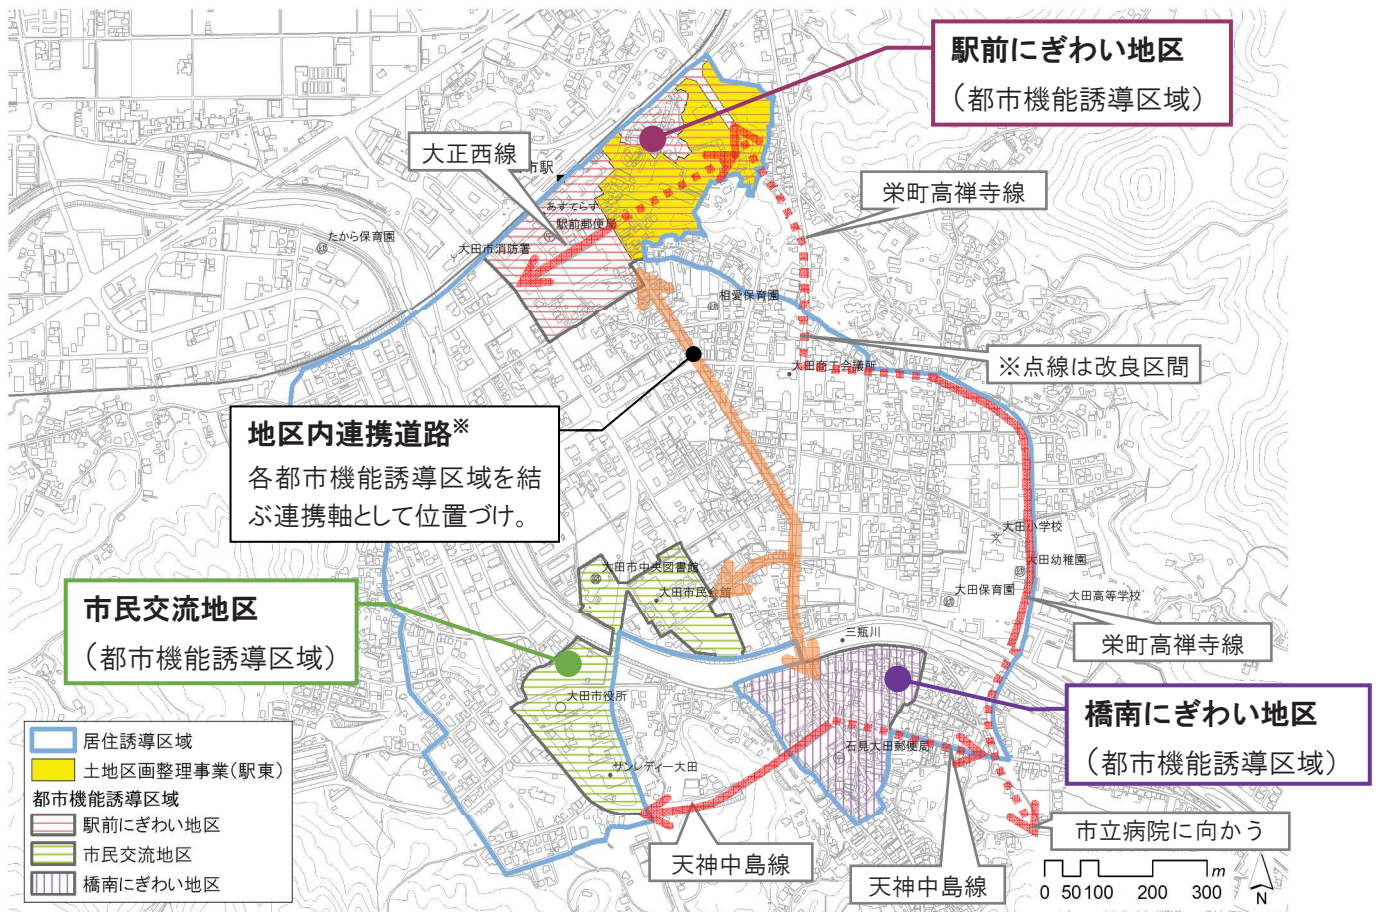 駅前にぎわい地区
（都市機能誘導区域）
大正西線
市駅
栄町高禅寺線
あすてらす
駅前郵便局
たから保育園
大田市消防署
相愛保育園
※点線は改良区間
大田商工会議所
地区内連携道路※
各都市機能誘導区域を結
ぶ連携軸として位置づけ。
大田小学校
大田幼稚園
大田市中央図書館
大田市民会館
大田保育園
大田高等学校
市民交流地区
（都市機能誘導区域）
三瓶川
栄町高禅寺線
大田市役所
橋南にぎわい地区
（都市機能誘導区域）
石見大田郵便局
サンレディー大田
居住誘導区域
土地区画整理事業(駅東)
都市機能誘導区域
駅前にぎわい地区
市民交流地区
橋南にぎわい地区
市立病院に向かう
天神中島線
天神中島線
m
0 50 100 200 300
N